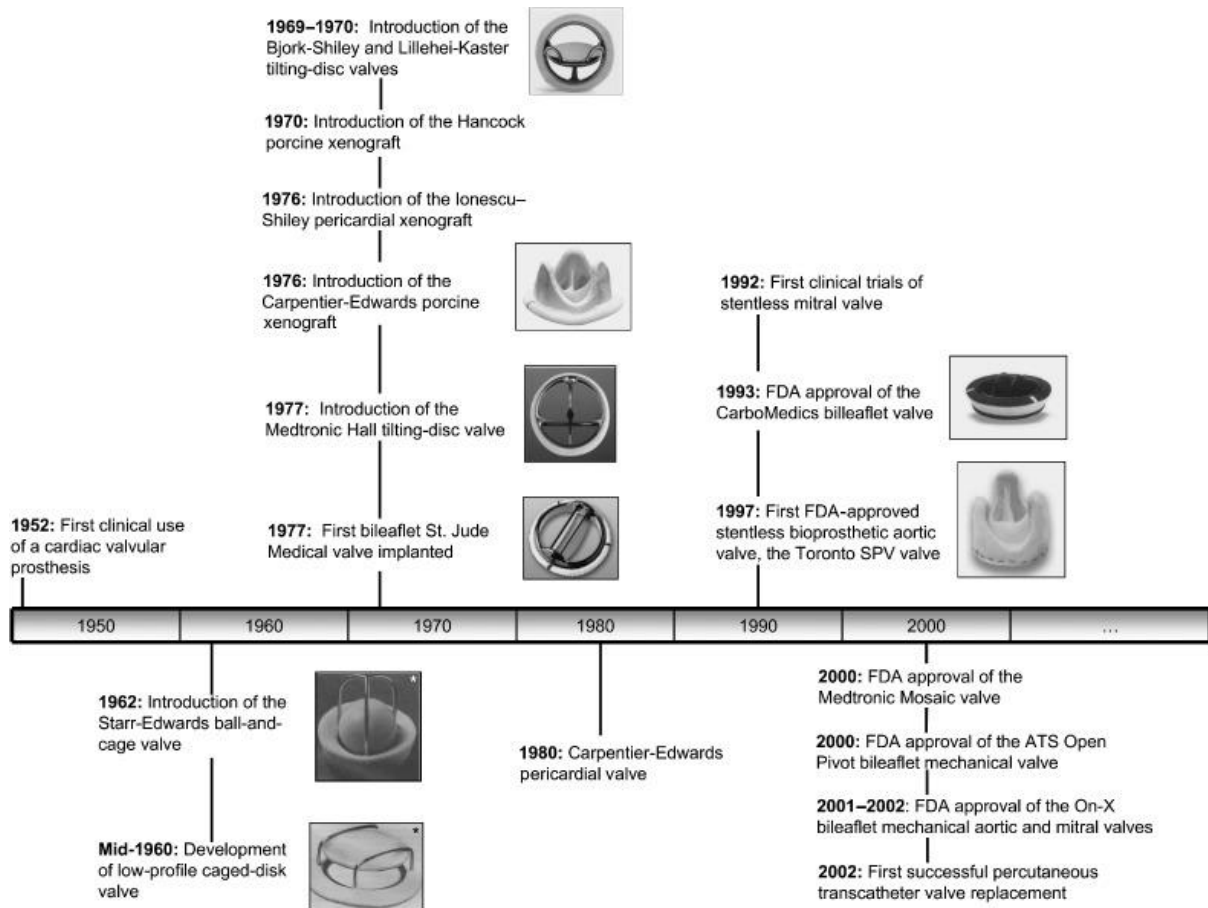 1969–1970: Introduction of the
Bjork-Shiley and Lillehei-Kaster
tilting-disc valves
1970: Introduction of the Hancock
porcine xenograft
1976: Introduction of the Ionescu–
Shiley pericardial xenograft
1976: Introduction of the
Carpentier-Edwards porcine
xenograft
1977: Introduction of the
Medtronic Hall tilting-disc valve
1977: First bileaflet St. Jude
Medical valve implanted
1992: First clinical trials of
stentless mitral valve
1993: FDA approval of the
CarboMedics billeaflet valve
1997: First FDA-approved
stentless bioprosthetic aortic
valve, the Toronto SPV valve
1952: First clinical use
of a cardiac valvular
prosthesis
1950 1960 1970 1980 1990 2000 ...
1962: Introduction of the
Starr-Edwards ball-and-
cage valve
*
Mid-1960: Development
of low-profile caged-disk
valve
*
1980: Carpentier-Edwards
pericardial valve
2000: FDA approval of the
Medtronic Mosaic valve
2000: FDA approval of the ATS Open
Pivot bileaflet mechanical valve
2001–2002: FDA approval of the On-X
bileaflet mechanical aortic and mitral valves
2002: First successful percutaneous
transcatheter valve replacement